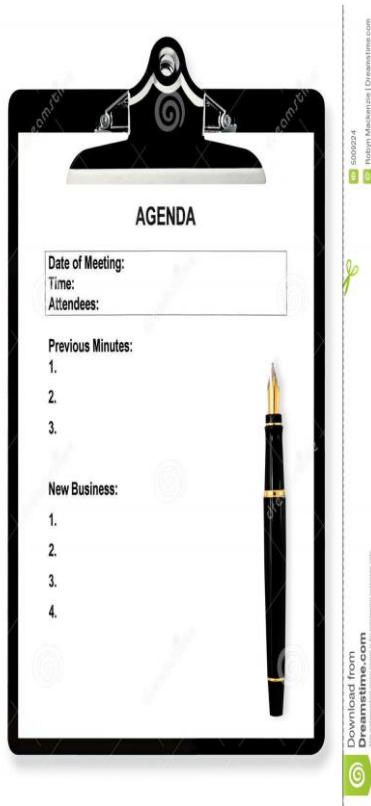 AGENDA
Date of Meeting:
Time:
Attendees:
Previous Minutes:
1.
2.
3.
New Business:
1.
2.
3.
4.
Download from
Dreamstime.com
5009224
Robyn Mackenzie | Dreamstime.com